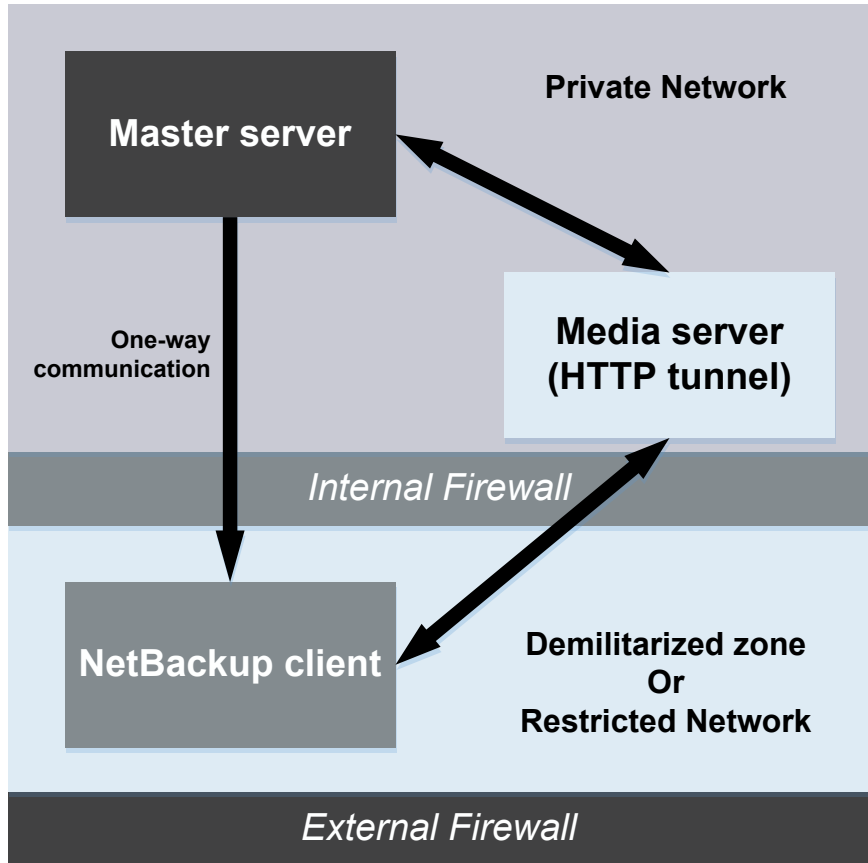 Private Network
Master server
Media server
(HTTP tunnel)
One-way
communication
Internal Firewall
NetBackup client
Demilitarized zone
Or
Restricted Network
External Firewall